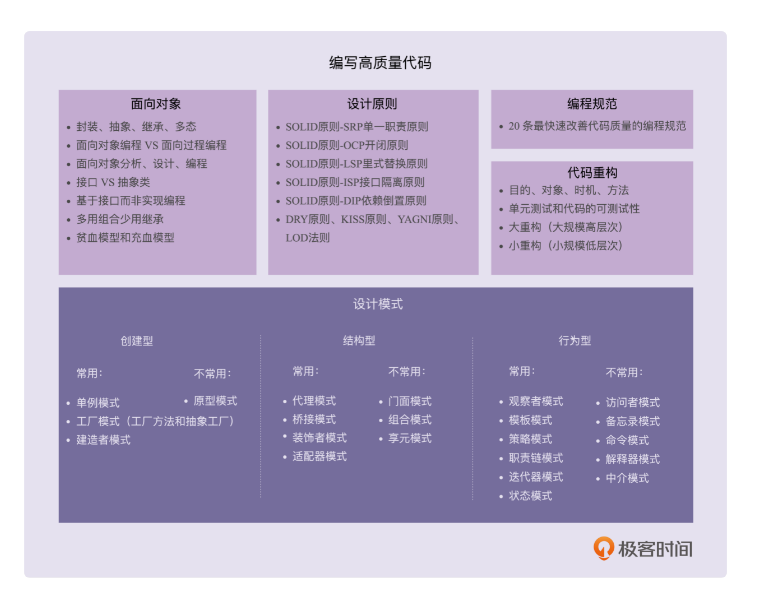 编写高质量代码
面向对象
• 封装、抽象、继承、多态
• 面向对象编程 VS 面向过程编程
• 面向对象分析、设计、编程
• 接口 VS 抽象类
• 基于接口而非实现编程
• 多用组合少用继承
• 贫血模型和充血模型
设计原则
• SOLID原则-SRP单一职责原则
• SOLID原则-OCP开闭原则
• SOLID原则-LSP里式替换原则
• SOLID原则-ISP接口隔离原则
• SOLID原则-DIP依赖倒置原则
• DRY原则、KISS原则、YAGNI原则、
LOD法则
编程规范
• 20 条最快速改善代码质量的编程规范
代码重构
• 目的、对象、时机、方法
• 单元测试和代码的可测试性
• 大重构（大规模高层次）
• 小重构（小规模低层次）
设计模式
创建型
常用：
• 单例模式
• 工厂模式（工厂方法和抽象工厂）
• 建造者模式
不常用：
• 原型模式
结构型
常用：
• 代理模式
• 桥接模式
• 装饰者模式
• 适配器模式
不常用：
• 门面模式
• 组合模式
• 享元模式
行为型
常用：
• 观察者模式
• 模板模式
• 策略模式
• 职责链模式
• 迭代器模式
• 状态模式
不常用：
• 访问者模式
• 备忘录模式
• 命令模式
• 解释器模式
• 中介模式
极客时间